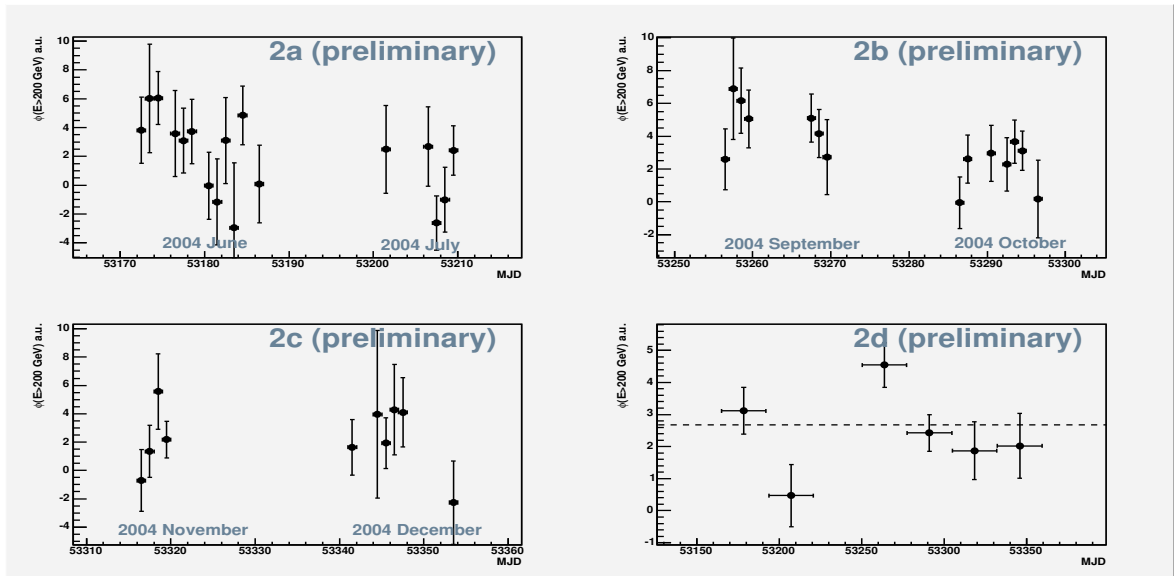 2a (preliminary)
ϕ(E>200 GeV) a.u.
10
8
6
4
2
0
-2
-4
2004 June
2004 July
53170
53180
53190
53200
53210
MJD
2b (preliminary)
ϕ(E>200 GeV) a.u.
10
8
6
4
2
0
-2
2004 September
2004 October
53250
53260
53270
53280
53290
53300
MJD
2c (preliminary)
ϕ(E>200 GeV) a.u.
10
8
6
4
2
0
-2
-4
2004 November
2004 December
53310
53320
53330
53340
53350
53360
MJD
2d (preliminary)
ϕ(E>200 GeV) a.u.
5
4
3
2
1
0
-1
53150
53200
53250
53300
53350
MJD